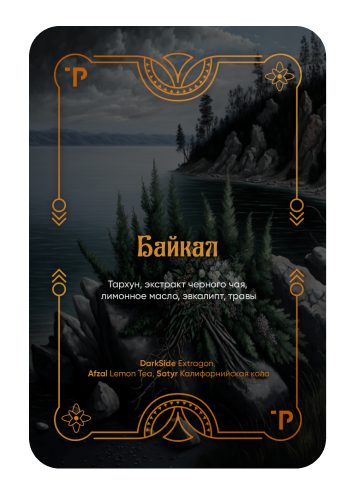 Р
Байкал
Тархун, экстракт черного чая,
лимонное масло, эвкалипт, травы
DarkSide Extragon,
Afzal Lemon Tea, Satyr Калифорнийская кола
Р